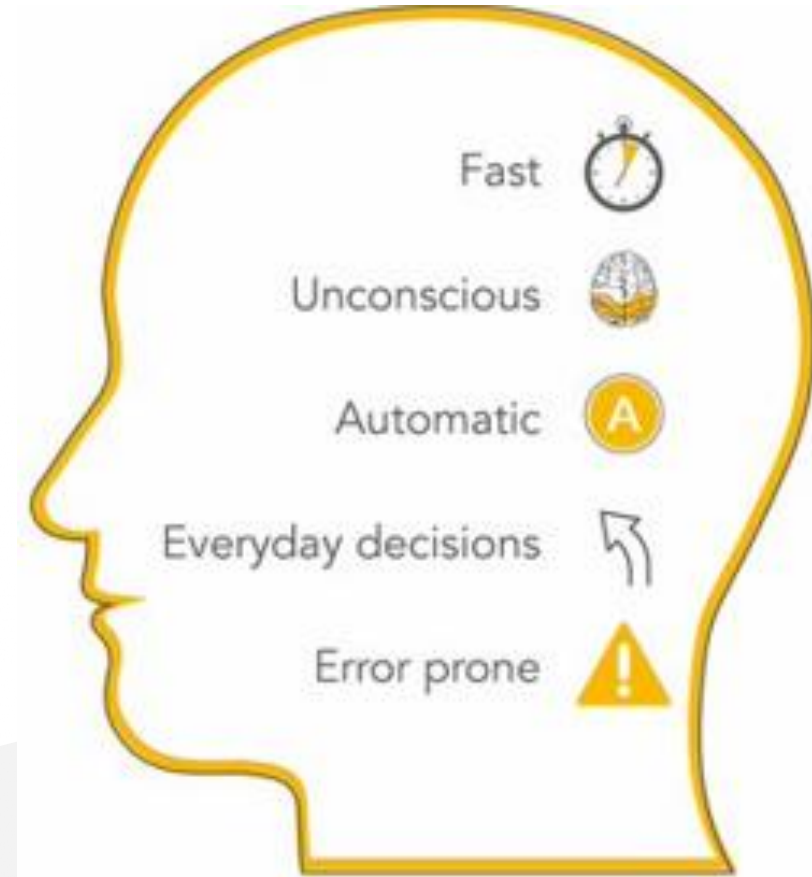 Fast
Unconscious
Automatic
A
Everyday decisions
Error prone
!